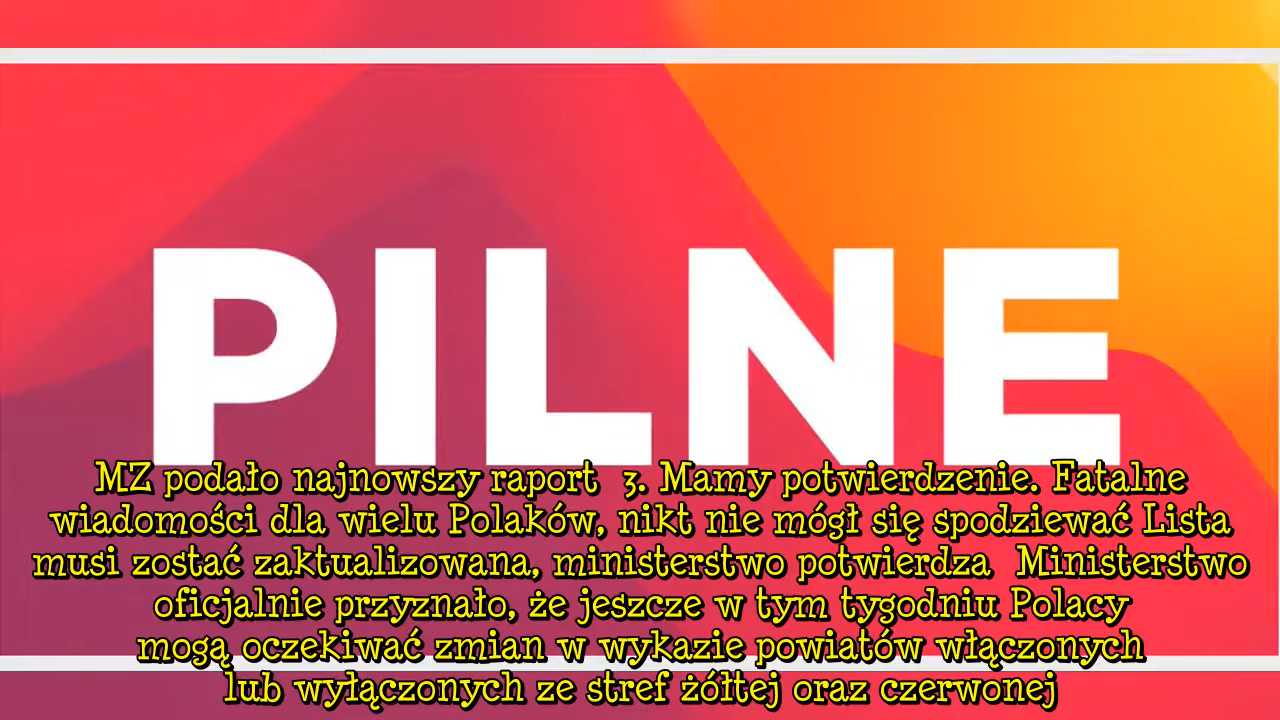 PILNE
MZ podało najnowszy raport 3. Mamy potwierdzenie. Fatalne
wiadomości dla wielu Polaków, nikt nie mógł się spodziewać Lista
musi zostać zaktualizowana, ministerstwo potwierdza Ministerstwo
oficjalnie przyznało, że jeszcze w tym tygodniu Polacy
mogą oczekiwać zmian w wykazie powiatów włączonych
lub wyłączonych ze stref żółtej oraz czerwonej